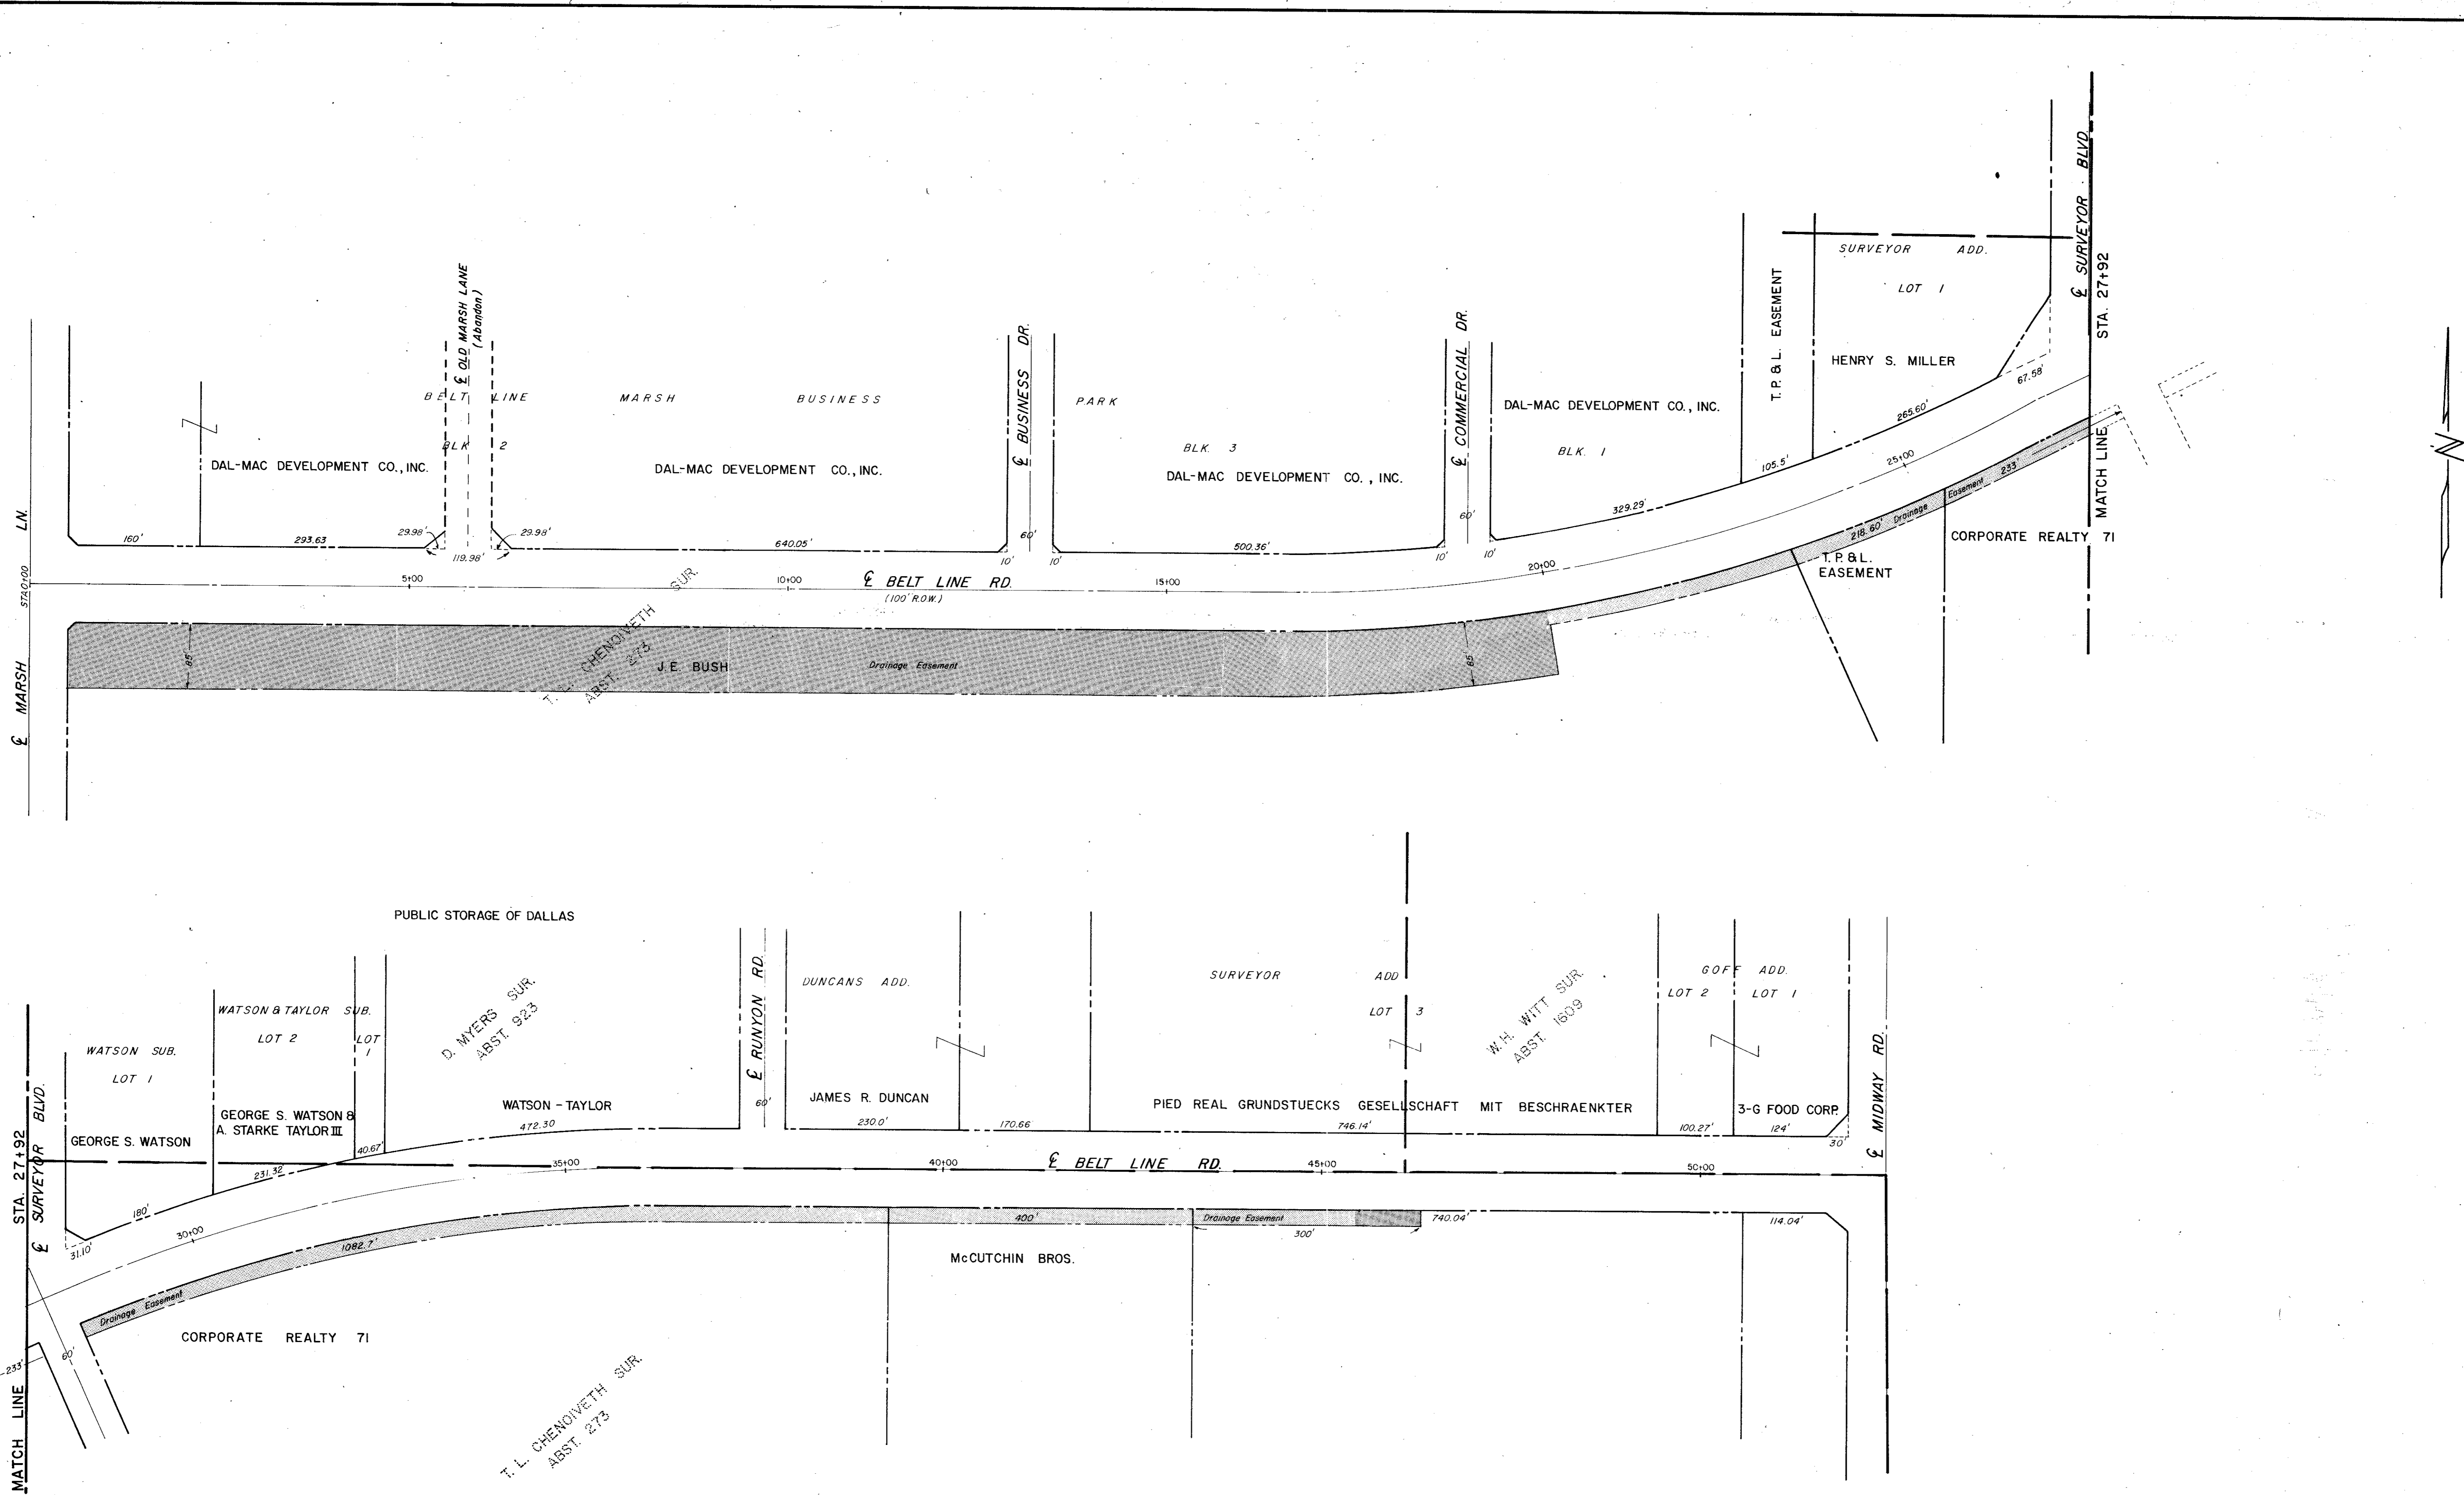 ℄ SURVEYOR BLVD.
STA. 27+92
MATCH LINE
SURVEYOR ADD.
LOT 1
HENRY S. MILLER
T.P. & L. EASEMENT
℄ OLD MARSH LANE
(Abandon)
℄ BUSINESS DR.
℄ COMMERCIAL DR.
BELT LINE MARSH BUSINESS PARK
BLK 2
BLK. 3
BLK. 1
DAL-MAC DEVELOPMENT CO., INC.
DAL-MAC DEVELOPMENT CO., INC.
DAL-MAC DEVELOPMENT CO., INC.
DAL-MAC DEVELOPMENT CO., INC.
67.58'
265.60'
105.5'
329.29'
160'
293.63
29.98'
119.98'
29.98'
640.05'
60'
10'
10'
500.36'
60'
10'
10'
℄ MARSH LN.
STA 0+00
5+00
10+00
℄ BELT LINE RD.
(100' R.O.W.)
15+00
20+00
25+00
233'
Drainage Easement
218.60'
CORPORATE REALTY 71
T.P. & L.
EASEMENT
85'
T. L. CHENOIVETH SUR.
ABST. 273
J.E. BUSH
Drainage Easement
85'
N
PUBLIC STORAGE OF DALLAS
WATSON SUB.
LOT 1
WATSON & TAYLOR SUB.
LOT 2
LOT
1
D. MYERS SUR.
ABST. 923
℄ RUNYON RD.
DUNCANS ADD.
SURVEYOR ADD
LOT 3
W.H. WITT SUR.
ABST. 1609
GOFF ADD.
LOT 2
LOT 1
℄ MIDWAY RD.
GEORGE S. WATSON
GEORGE S. WATSON &
A. STARKE TAYLOR III
WATSON - TAYLOR
JAMES R. DUNCAN
PIED REAL GRUNDSTUECKS GESELLSCHAFT MIT BESCHRAENKTER
3-G FOOD CORP.
180'
231.32
40.67'
472.30
60'
230.0'
170.66
746.14'
100.27'
124'
30'
MATCH LINE STA. 27+92
℄ SURVEYOR BLVD.
31.10'
30+00
35+00
40+00
℄ BELT LINE RD.
45+00
50+00
1082.7'
Drainage Easement
400'
Drainage Easement
300'
740.04'
114.04'
McCUTCHIN BROS.
CORPORATE REALTY 71
233'
60'
T. L. CHENOIVETH SUR.
ABST. 273